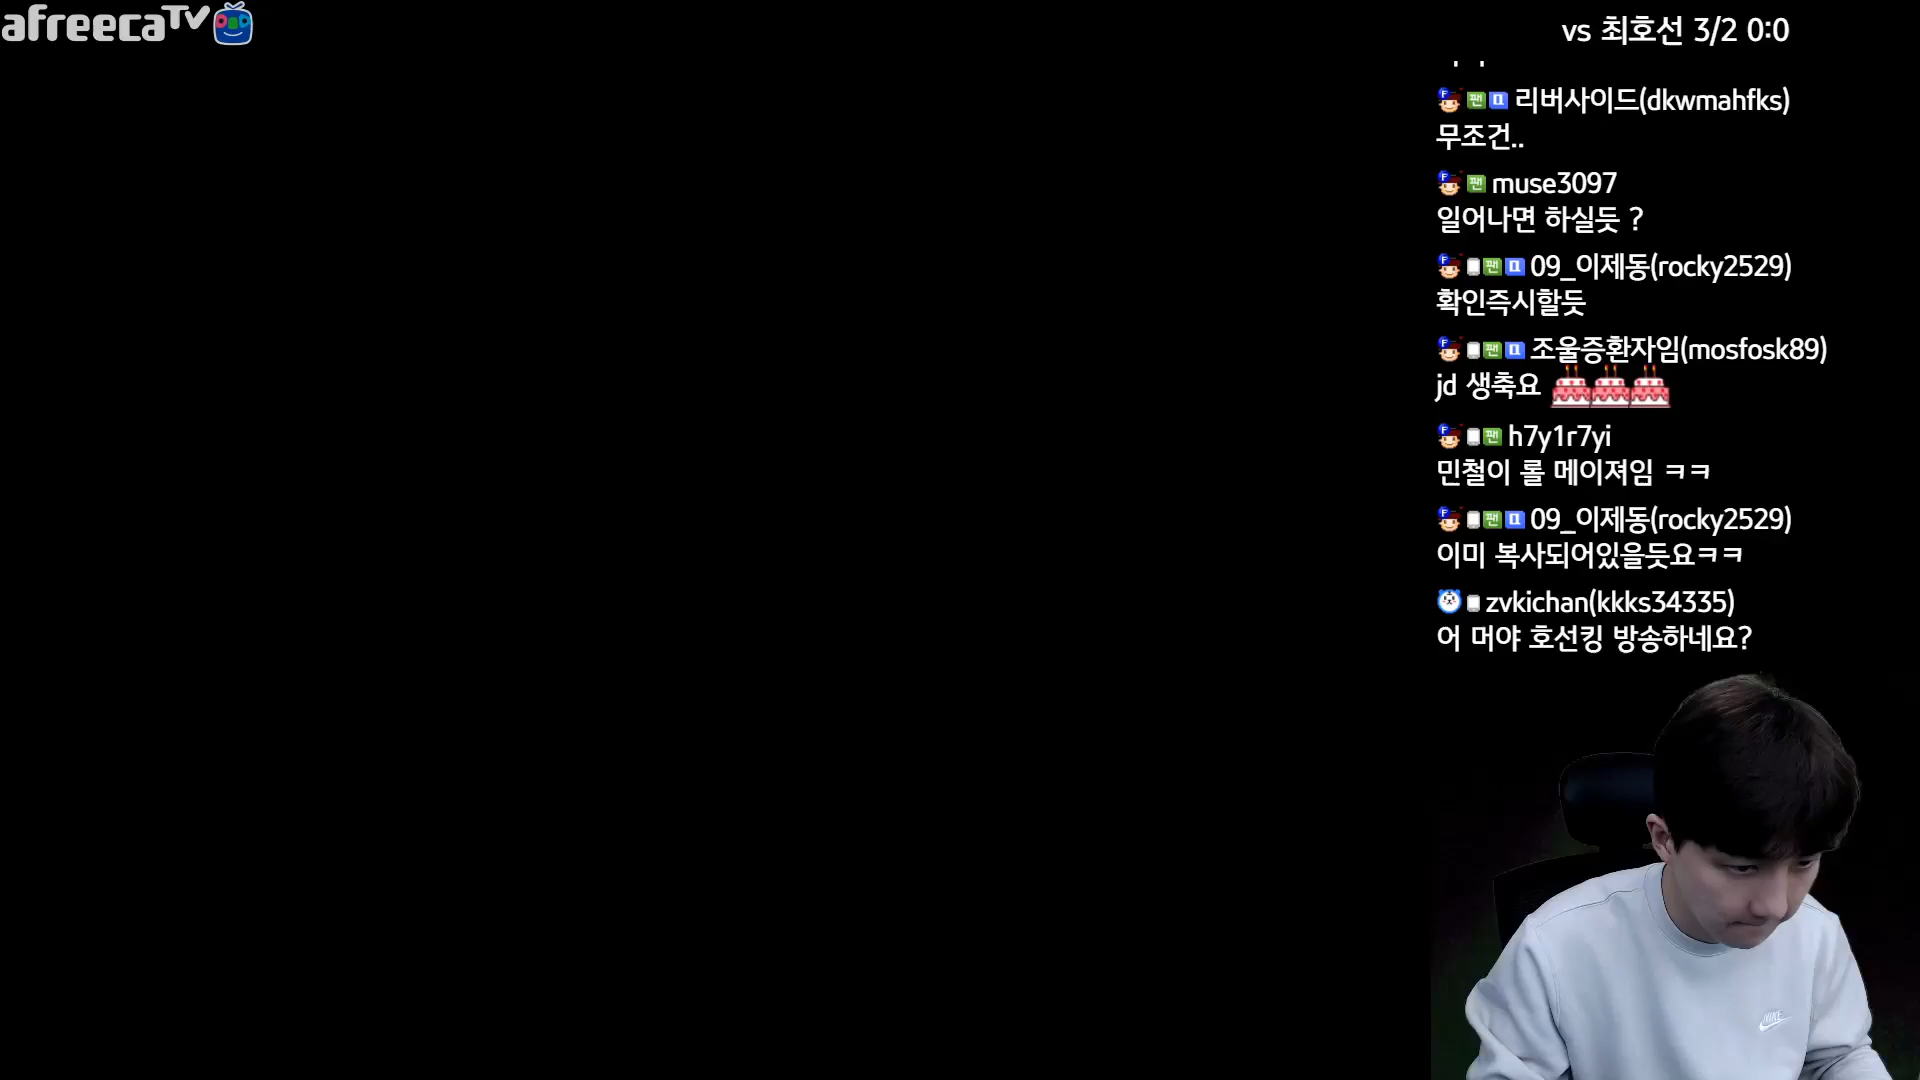 afreecaTV
vs 최호선 3/2 0:0
리버사이드(dkwmahfks)
무조건..
muse3097
일어나면 하실듯 ?
09_이제동(rocky2529)
확인즉시할듯
조울증환자임(mosfosk89)
jd 생축요
h7y1r7yi
민철이 롤 메이져임 ㅋㅋ
09_이제동(rocky2529)
이미 복사되어있을듯요ㅋㅋ
zvkichan(kkks34335)
어 머야 호선킹 방송하네요?
NIKE